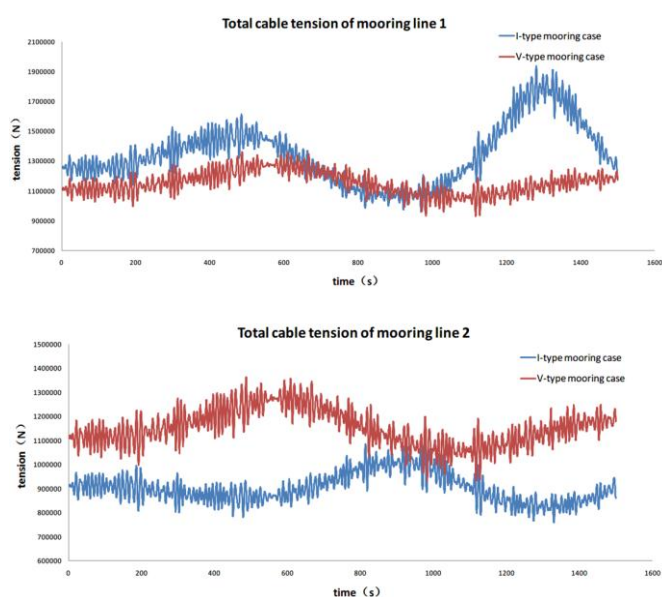 Total cable tension of mooring line 1
I-type mooring case
V-type mooring case
2100000
1900000
1700000
1500000
1300000
1100000
900000
700000
tension（N）
0 200 400 600 800 1000 1200 1400 1600
time（s）
Total cable tension of mooring line 2
I-type mooring case
V-type mooring case
1500000
1400000
1300000
1200000
1100000
1000000
900000
800000
700000
600000
tension（N）
0 200 400 600 800 1000 1200 1400 1600
time（s）